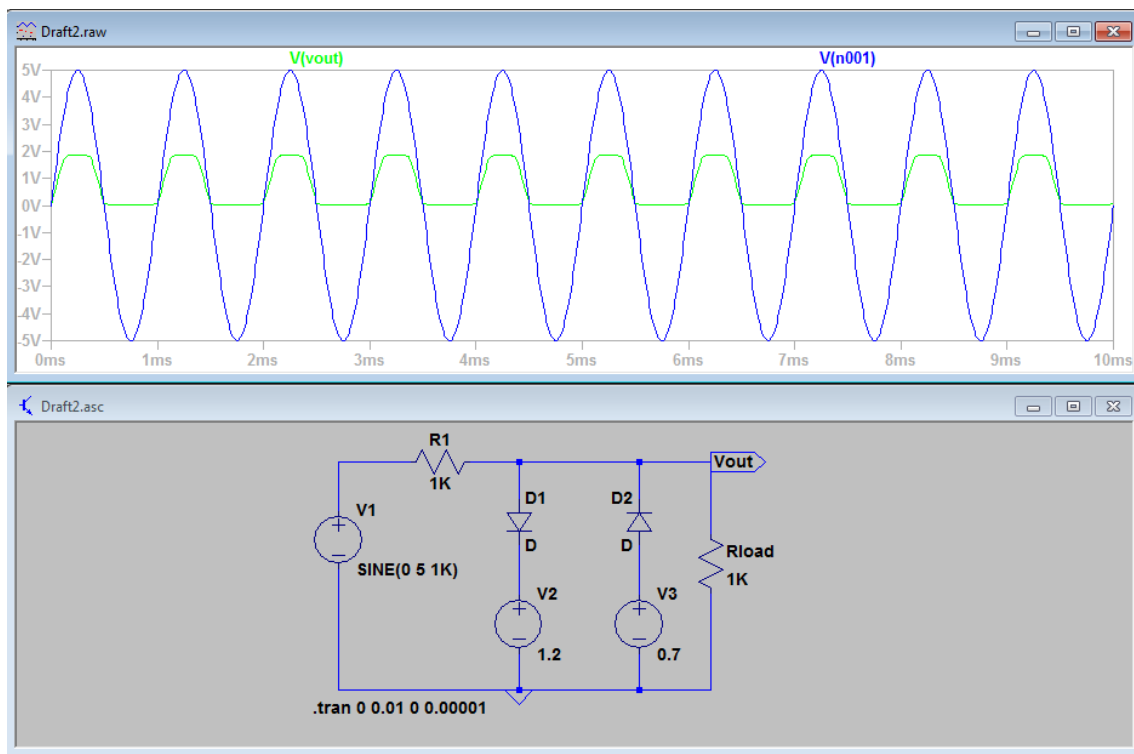 Draft2.raw
V(vout) V(n001)
5V
4V
3V
2V
1V
0V
-1V
-2V
-3V
-4V
-5V
0ms 1ms 2ms 3ms 4ms 5ms 6ms 7ms 8ms 9ms 10ms
Draft2.asc
R1
1K
Vout
V1
SINE(0 5 1K)
D1
D
D2
D
Rload
1K
V2
1.2
V3
0.7
.tran 0 0.01 0 0.00001